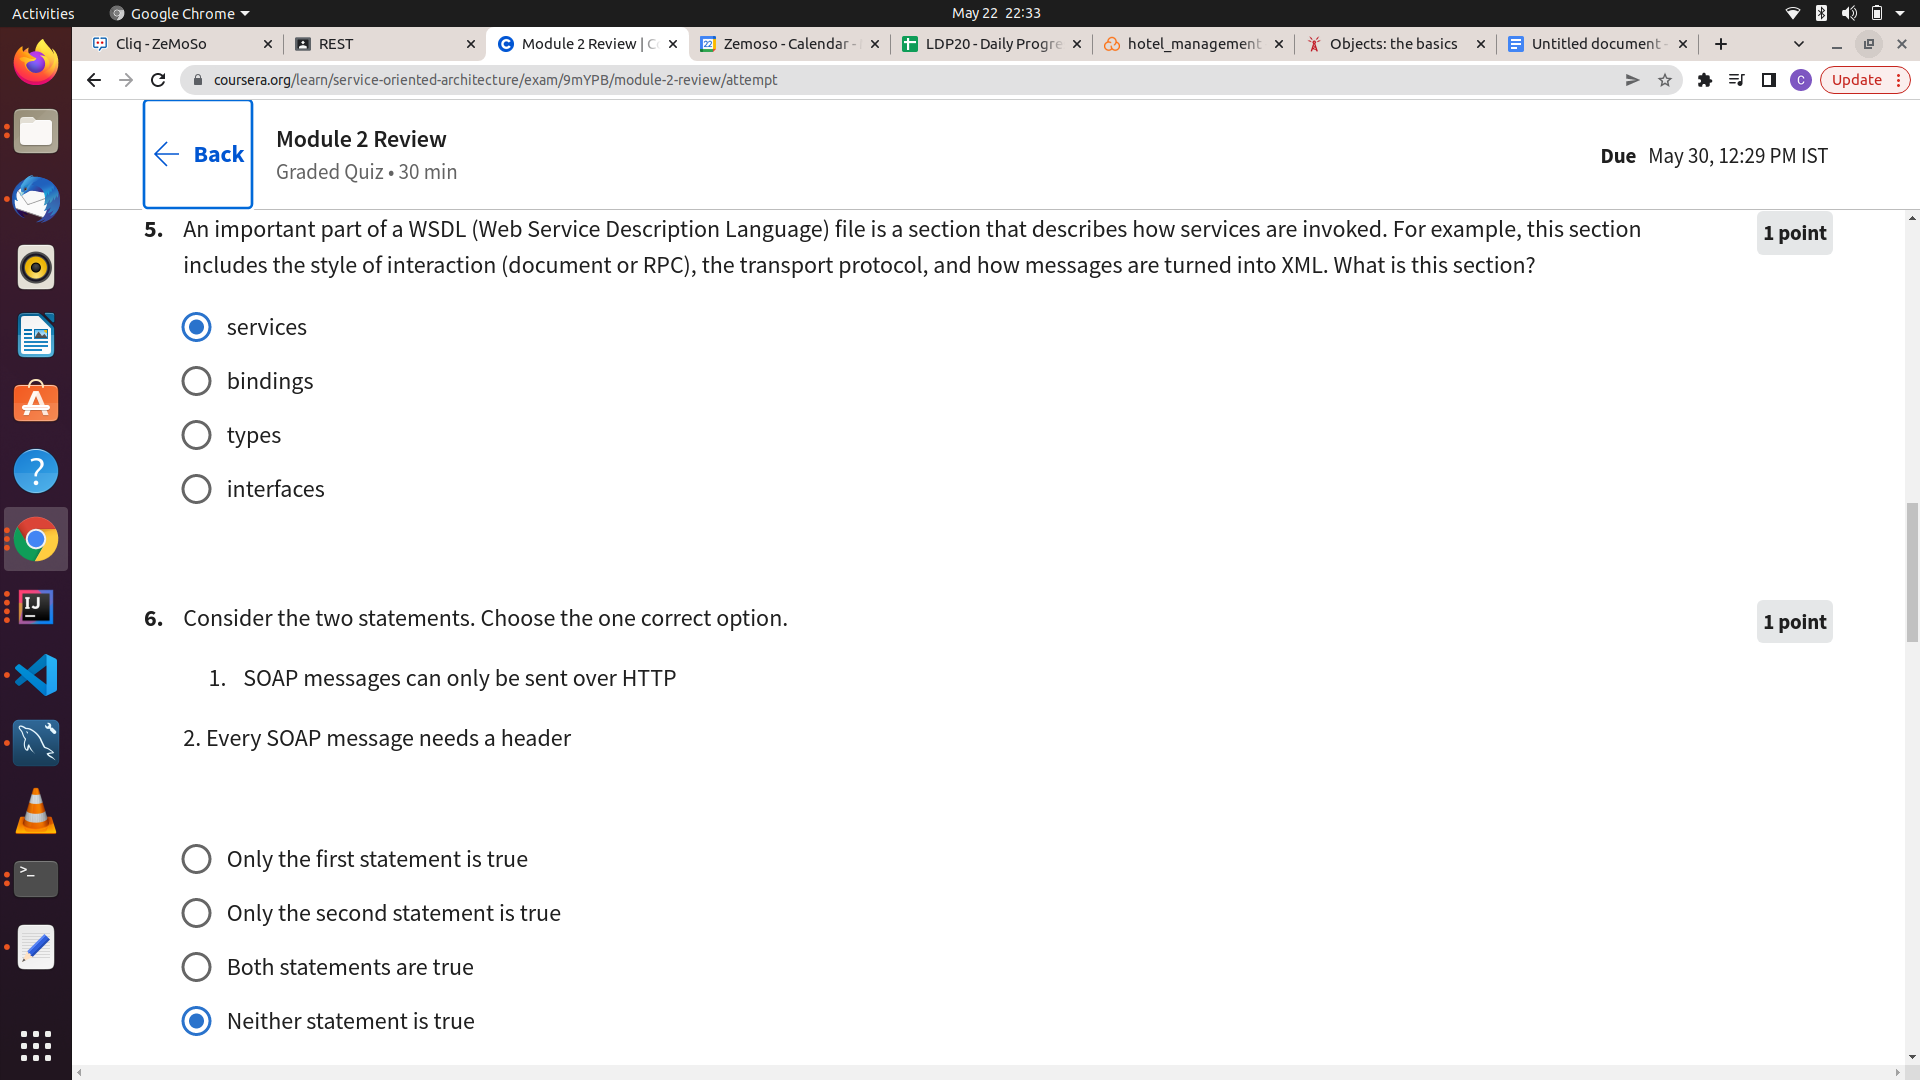 Activities
Google Chrome
May 22 22:33
Cliq - ZeMoSo
REST
Module 2 Review | C
Zemoso - Calendar -
LDP20 - Daily Progre
hotel_management
Objects: the basics
Untitled document -
coursera.org/learn/service-oriented-architecture/exam/9mYPB/module-2-review/attempt
C
Update
Back
Module 2 Review
Graded Quiz • 30 min
Due May 30, 12:29 PM IST
5. An important part of a WSDL (Web Service Description Language) file is a section that describes how services are invoked. For example, this section
includes the style of interaction (document or RPC), the transport protocol, and how messages are turned into XML. What is this section?
1 point
services
bindings
types
interfaces
6. Consider the two statements. Choose the one correct option.
1 point
1. SOAP messages can only be sent over HTTP
2. Every SOAP message needs a header
Only the first statement is true
Only the second statement is true
Both statements are true
Neither statement is true